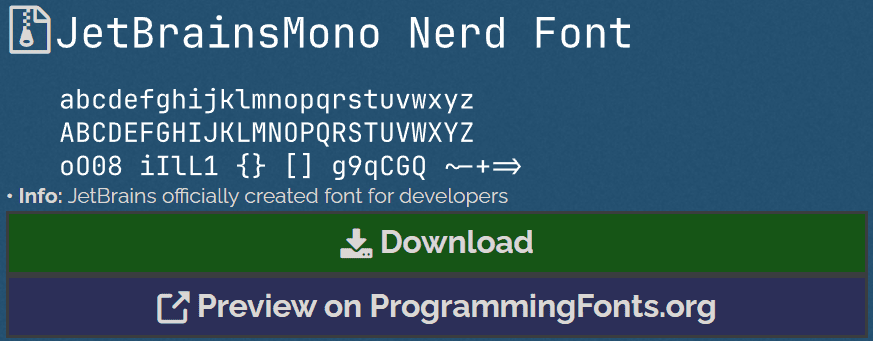 JetBrainsMono Nerd Font
abcdefghijklmnopqrstuvwxyz
ABCDEFGHIJKLMNOPQRSTUVWXYZ
oO08 iIlL1 {} [] g9qCGQ ~-+=>
• Info: JetBrains officially created font for developers
Download
Preview on ProgrammingFonts.org